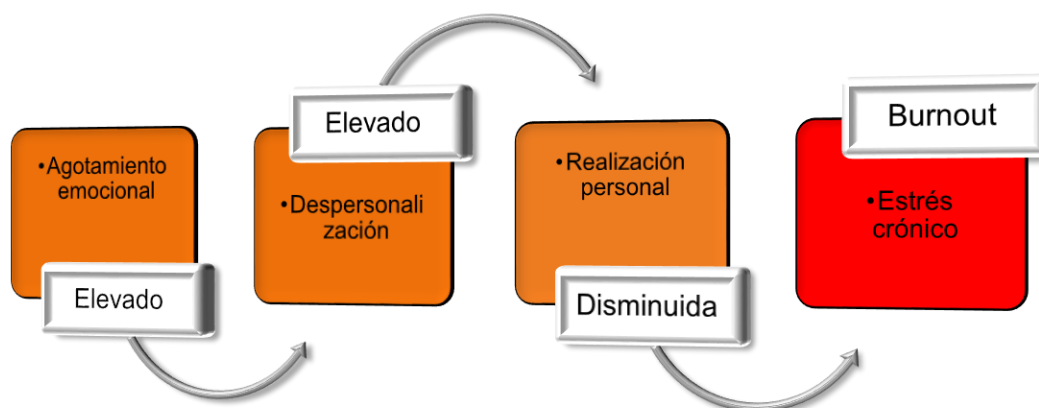 •Agotamiento
emocional
Elevado
Elevado
•Despersonali
zación
•Realización
personal
Disminuida
Burnout
•Estrés
crónico